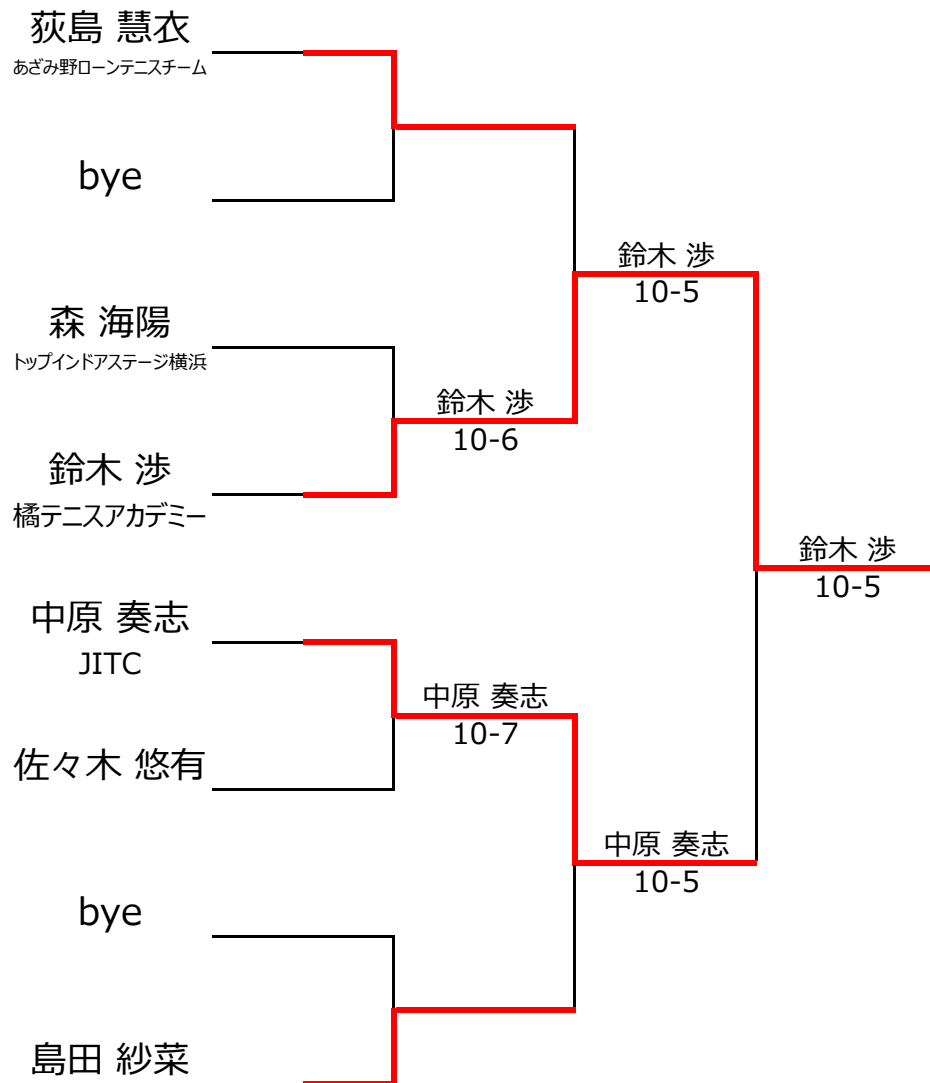 荻島 慧衣
あざみ野ローンテニスチーム
bye
鈴木 渉
10-5
森 海陽
トップインドアステージ横浜
鈴木 渉
10-6
鈴木 渉
橘テニスアカデミー
鈴木 渉
10-5
中原 奏志
JITC
中原 奏志
10-7
佐々木 悠有
中原 奏志
10-5
bye
島田 紗菜